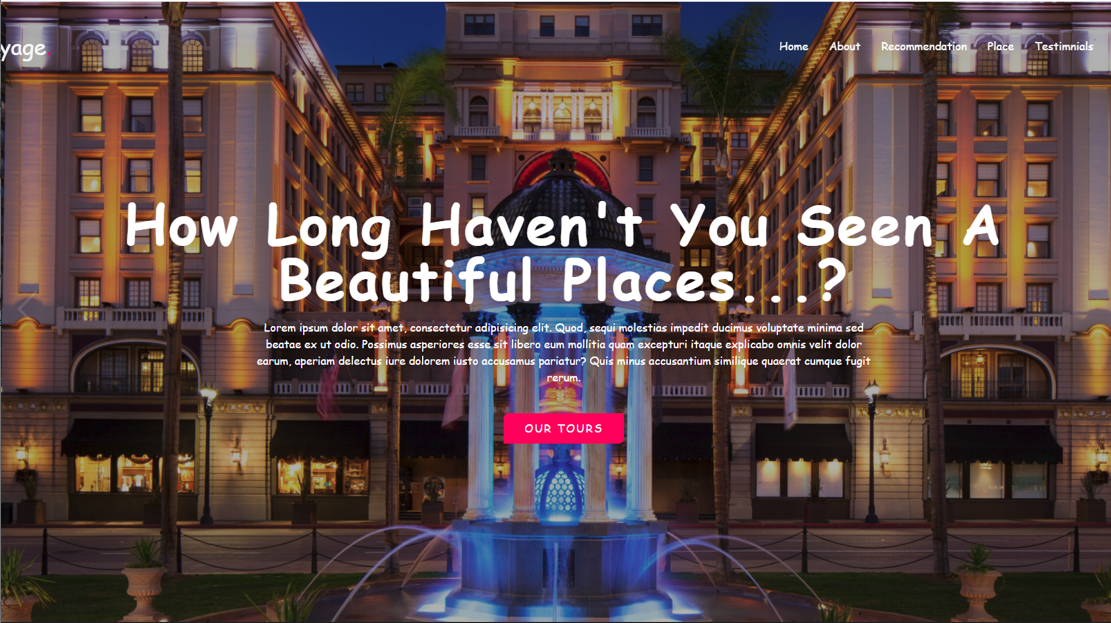 yage.
Home About Recommendation Place Testimnials
How Long Haven't You Seen A
Beautiful Places...?
Lorem ipsum dolor sit amet, consectetur adipisicing elit. Quod, sequi molestias impedit ducimus voluptate minima sed
beatae ex ut odio. Possimus asperiores esse sit libero eum mollitia quam excepturi itaque explicabo omnis velit dolor
earum, aperiam delectus iure dolorem iusto accusamus pariatur? Quis minus accusantium similique quaerat cumque fugit
rerum.
OUR TOURS